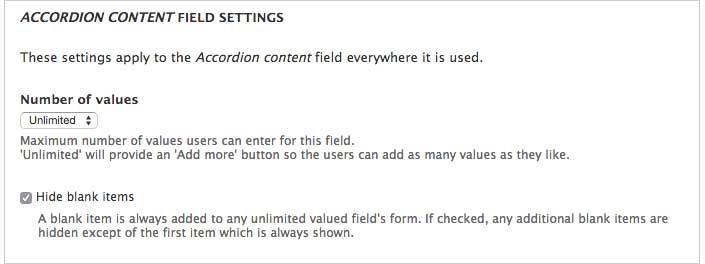 ACCORDION CONTENT FIELD SETTINGS
These settings apply to the Accordion content field everywhere it is used.
Number of values
Unlimited
Maximum number of values users can enter for this field.
'Unlimited' will provide an 'Add more' button so the users can add as many values as they like.
Hide blank items
A blank item is always added to any unlimited valued field's form. If checked, any additional blank items are
hidden except of the first item which is always shown.